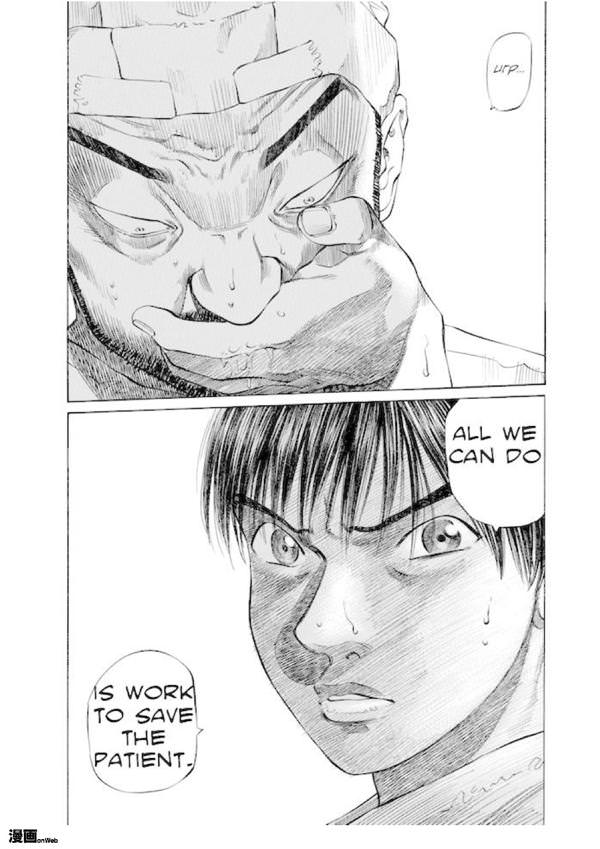 urp...
ALL WE
CAN DO
IS WORK
TO SAVE
THE
PATIENT.
漫画onWeb